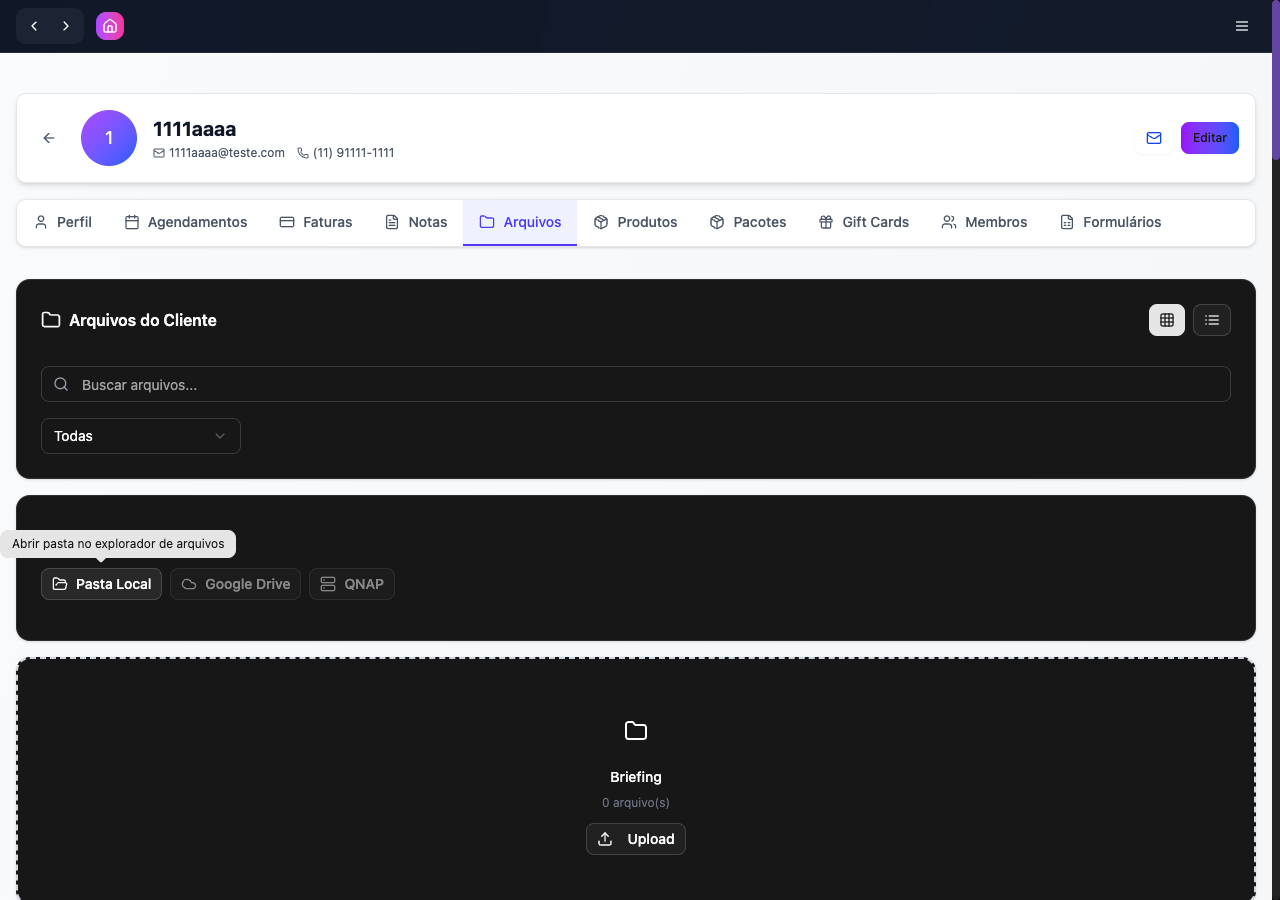 1
1111aaaa
1111aaaa@teste.com (11) 91111-1111
Editar
Perfil Agendamentos Faturas Notas Arquivos Produtos Pacotes Gift Cards Membros Formulários
Arquivos do Cliente
Buscar arquivos...
Todas
Abrir pasta no explorador de arquivos
Pasta Local Google Drive QNAP
Briefing
0 arquivo(s)
Upload